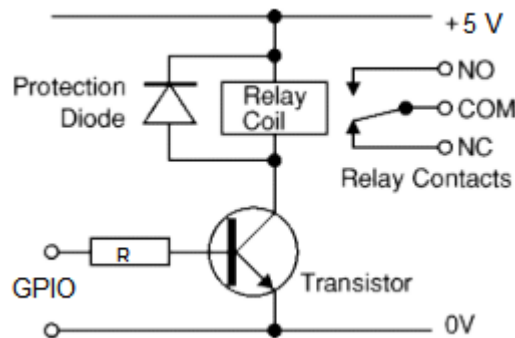 +5 V
Protection
Diode
Relay
Coil
NO
COM
NC
Relay Contacts
R
GPIO
Transistor
0V